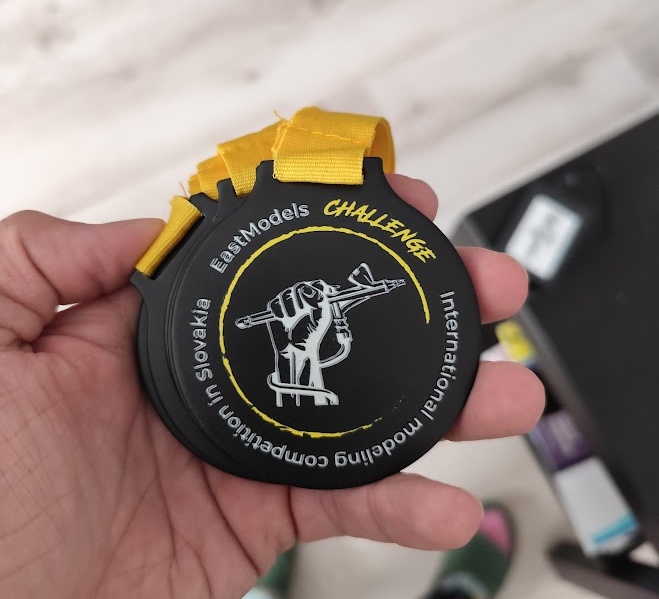 EastModels CHALLENGE
International modeling competition in Slovakia